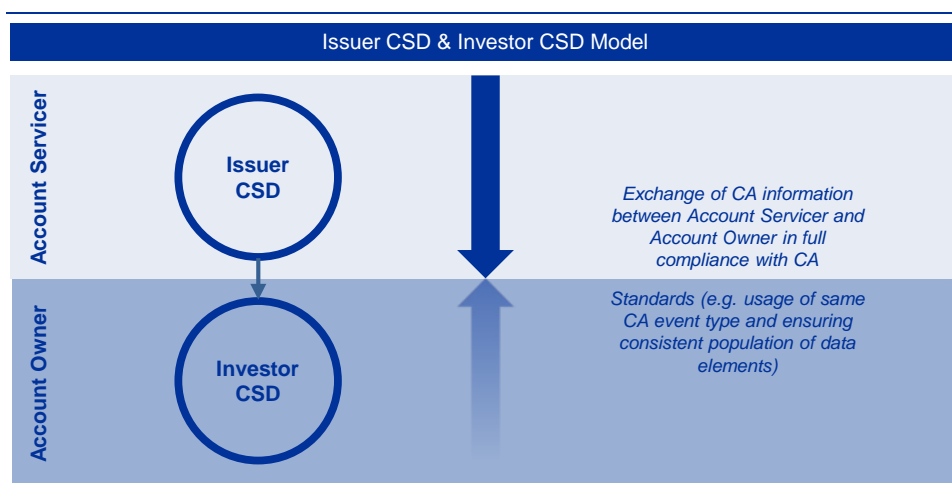 Issuer CSD & Investor CSD Model
Account Servicer
Issuer
CSD
Exchange of CA information
between Account Servicer and
Account Owner in full
compliance with CA
Standards (e.g. usage of same
CA event type and ensuring
consistent population of data
elements)
Account Owner
Investor
CSD